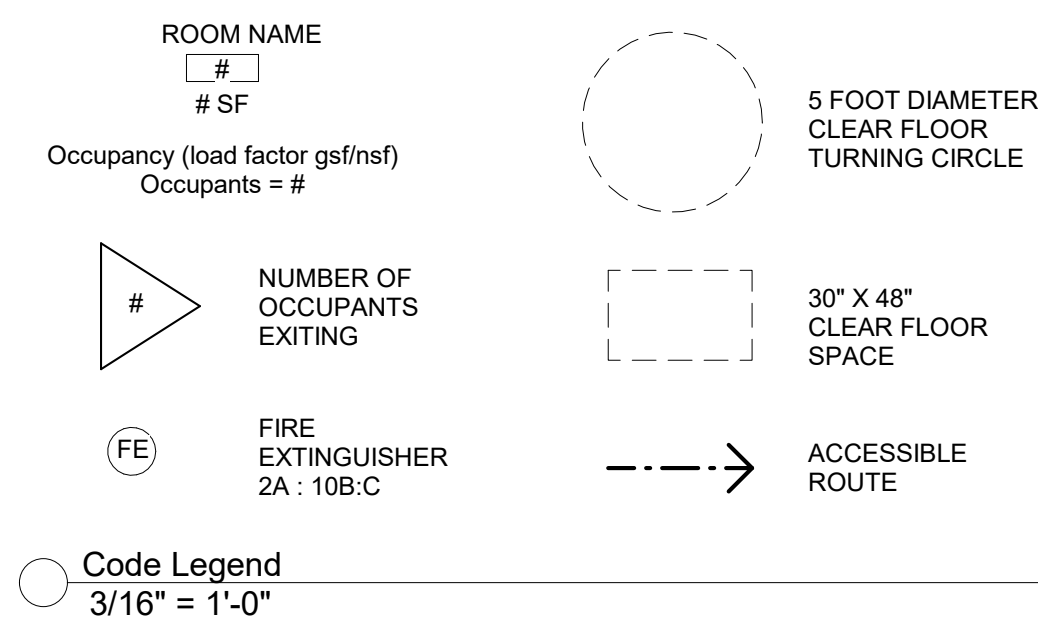 ROOM NAME
#
# SF
Occupancy (load factor gsf/nsf)
Occupants = #
#
NUMBER OF
OCCUPANTS
EXITING
FE
FIRE
EXTINGUISHER
2A : 10B:C
5 FOOT DIAMETER
CLEAR FLOOR
TURNING CIRCLE
30" X 48"
CLEAR FLOOR
SPACE
ACCESSIBLE
ROUTE
Code Legend
3/16" = 1'-0"